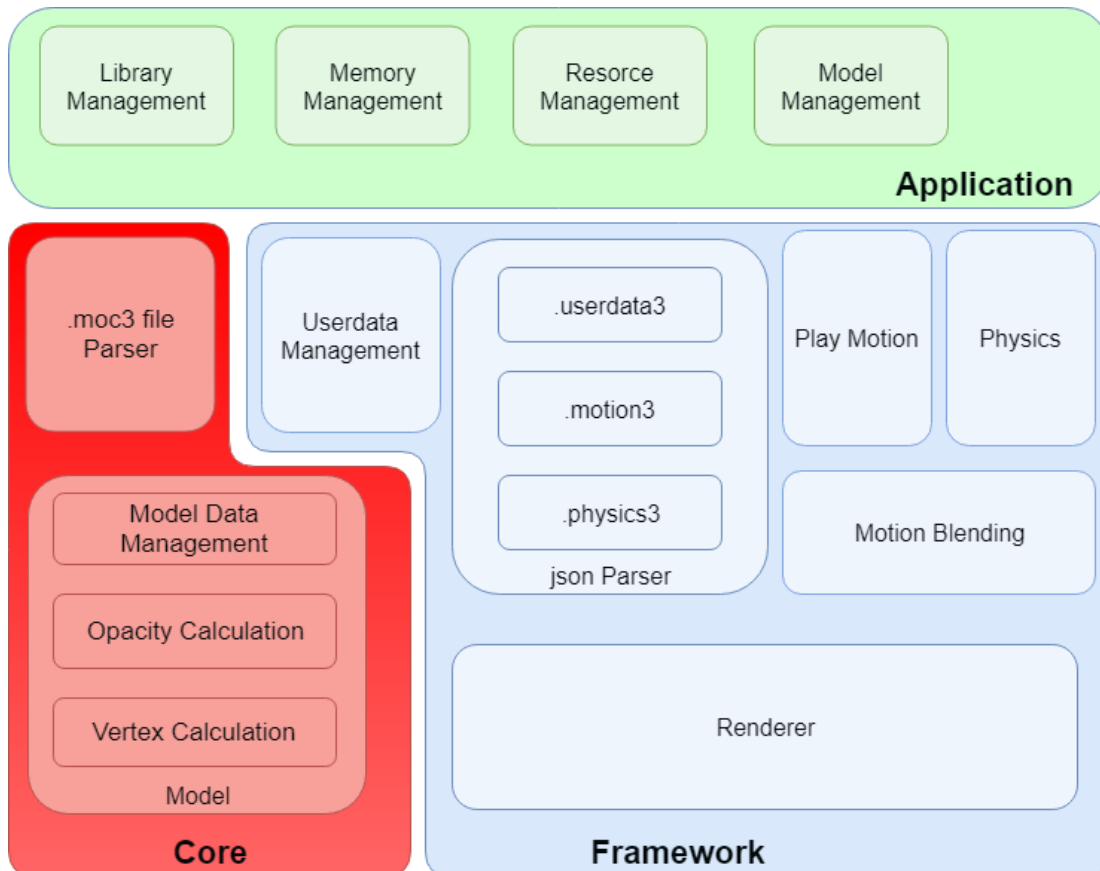 Library
Management
Memory
Management
Resorce
Management
Model
Management
Application
.moc3 file
Parser
Model Data
Management
Opacity Calculation
Vertex Calculation
Model
Core
Userdata
Management
.userdata3
.motion3
.physics3
json Parser
Play Motion
Physics
Motion Blending
Renderer
Framework